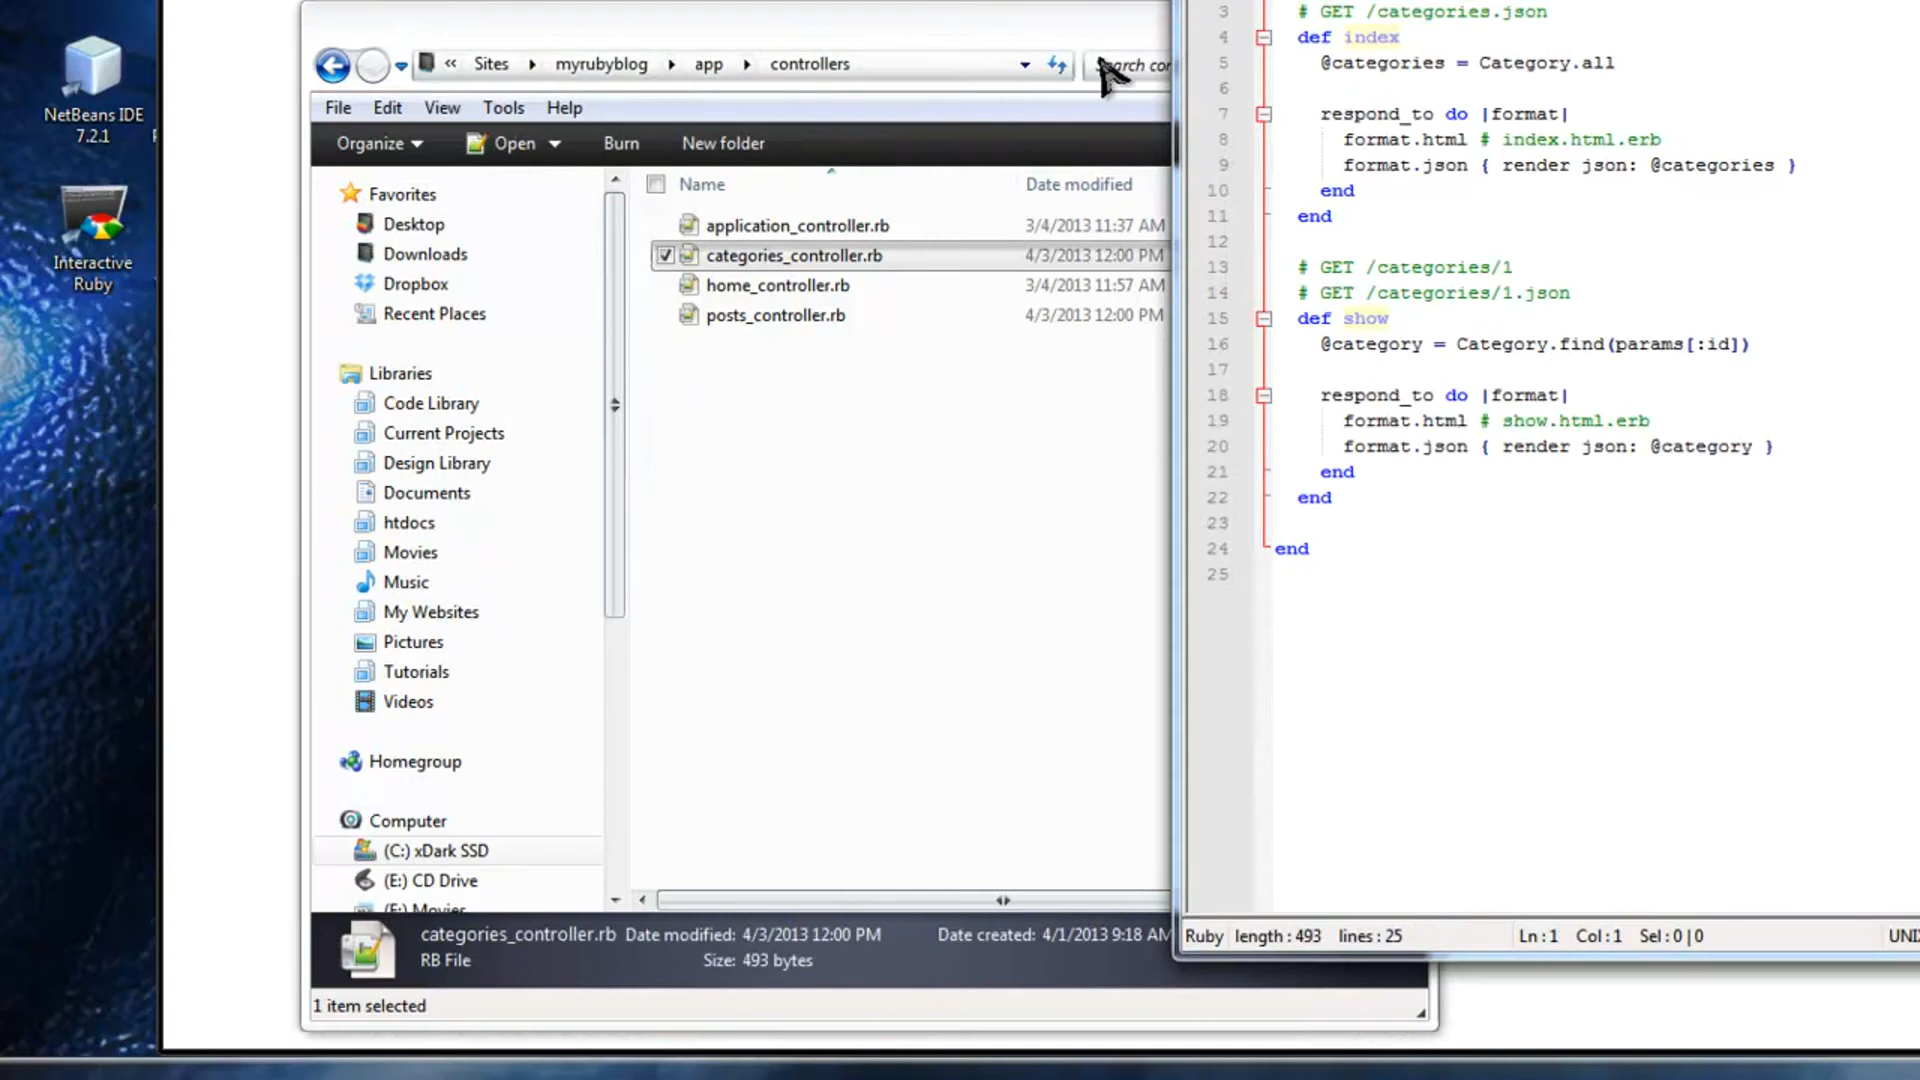 NetBeans IDE
7.2.1
Interactive
Ruby
« Sites myrubyblog app controllers
File Edit View Tools Help
Organize Open Burn New folder
Favorites
Desktop
Downloads
Dropbox
Recent Places
Libraries
Code Library
Current Projects
Design Library
Documents
htdocs
Movies
Music
My Websites
Pictures
Tutorials
Videos
Homegroup
Computer
(C:) xDark SSD
(E:) CD Drive
(F:) Movies
Name Date modified
application_controller.rb 3/4/2013 11:37 AM
categories_controller.rb 4/3/2013 12:00 PM
home_controller.rb 3/4/2013 11:57 AM
posts_controller.rb 4/3/2013 12:00 PM
categories_controller.rb Date modified: 4/3/2013 12:00 PM Date created: 4/1/2013 9:18 AM
RB File Size: 493 bytes
1 item selected
3 # GET /categories.json
4 def index
5 @categories = Category.all
6
7 respond_to do |format|
8 format.html # index.html.erb
9 format.json { render json: @categories }
10 end
11 end
12
13 # GET /categories/1
14 # GET /categories/1.json
15 def show
16 @category = Category.find(params[:id])
17
18 respond_to do |format|
19 format.html # show.html.erb
20 format.json { render json: @category }
21 end
22 end
23
24 end
25
Ruby length : 493 lines : 25 Ln : 1 Col : 1 Sel : 0 | 0